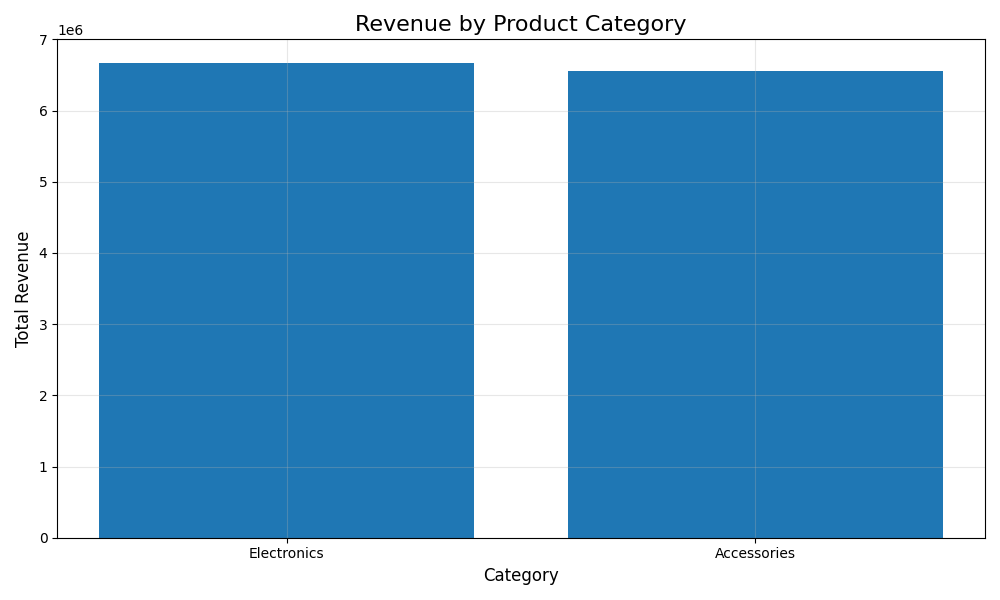 Revenue by Product Category
1e6
7
6
5
4
3
2
1
0
Total Revenue
Electronics
Accessories
Category